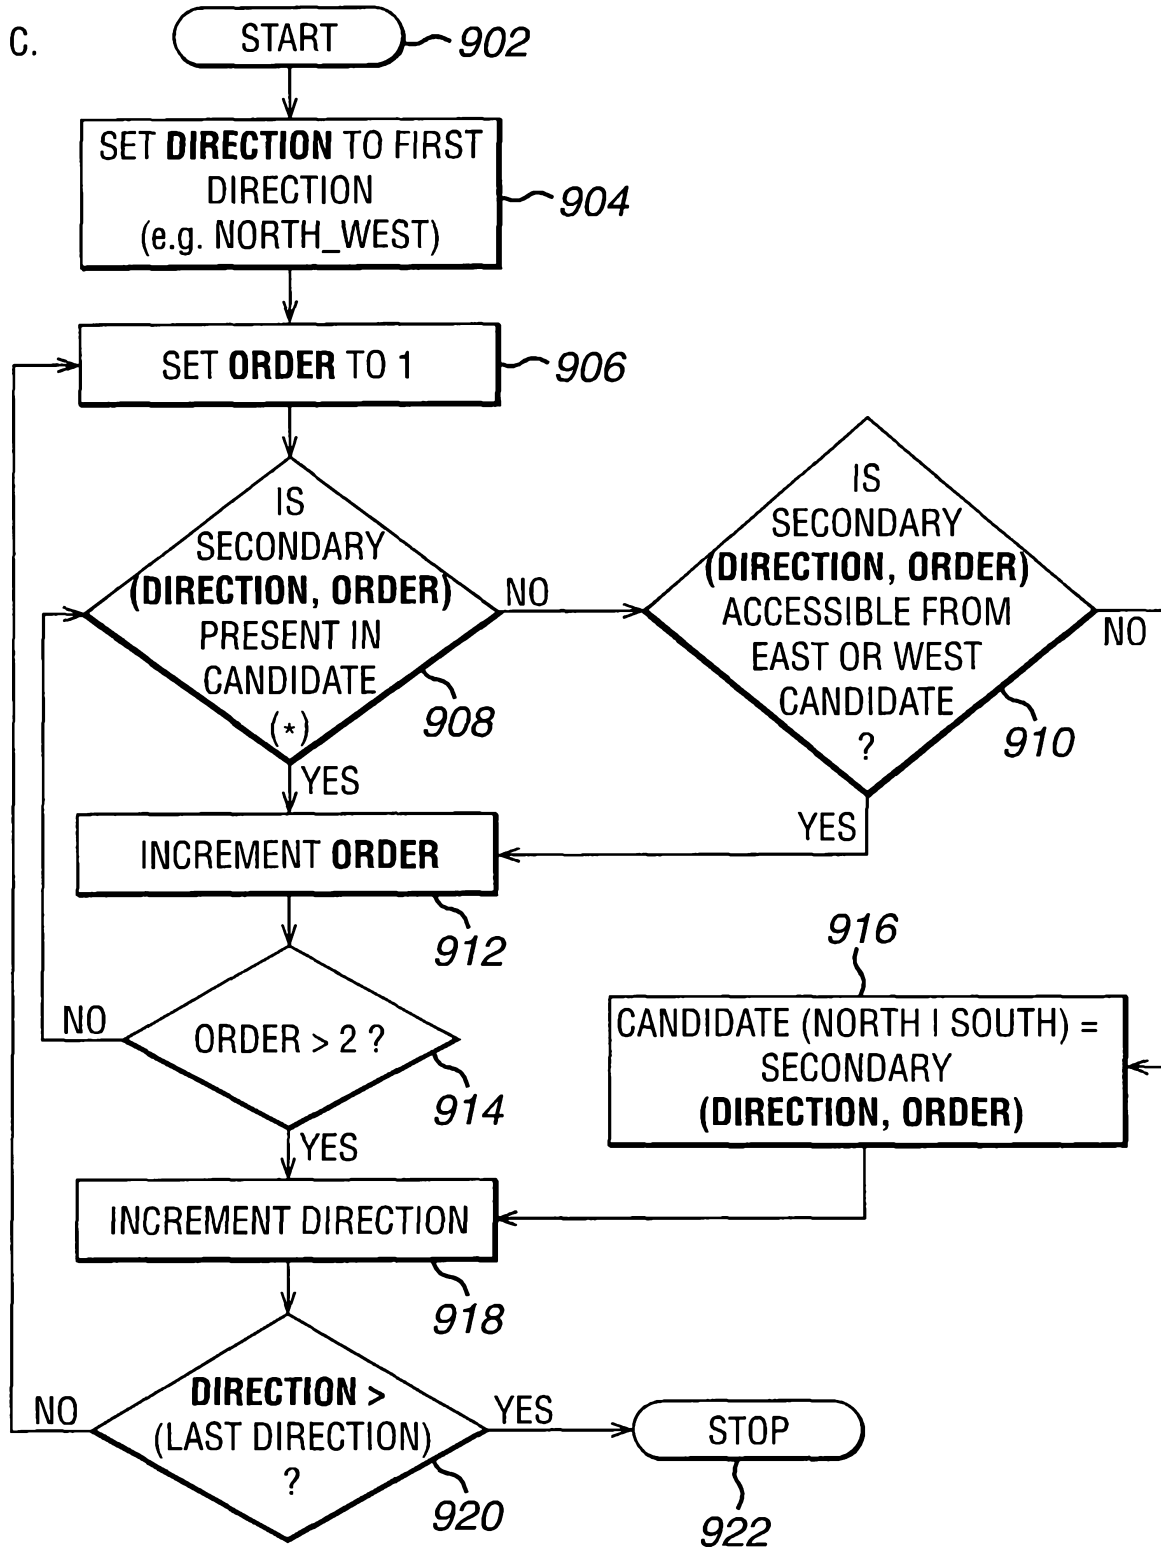 C.
START
902
SET DIRECTION TO FIRST
DIRECTION
(e.g. NORTH_WEST)
904
SET ORDER TO 1
906
IS
SECONDARY
(DIRECTION, ORDER)
PRESENT IN
CANDIDATE
(*)
908
NO
YES
IS
SECONDARY
(DIRECTION, ORDER)
ACCESSIBLE FROM
EAST OR WEST
CANDIDATE
?
910
NO
YES
INCREMENT ORDER
912
ORDER > 2 ?
914
NO
YES
916
CANDIDATE (NORTH I SOUTH) =
SECONDARY
(DIRECTION, ORDER)
INCREMENT DIRECTION
918
DIRECTION >
(LAST DIRECTION)
?
920
NO
YES
STOP
922